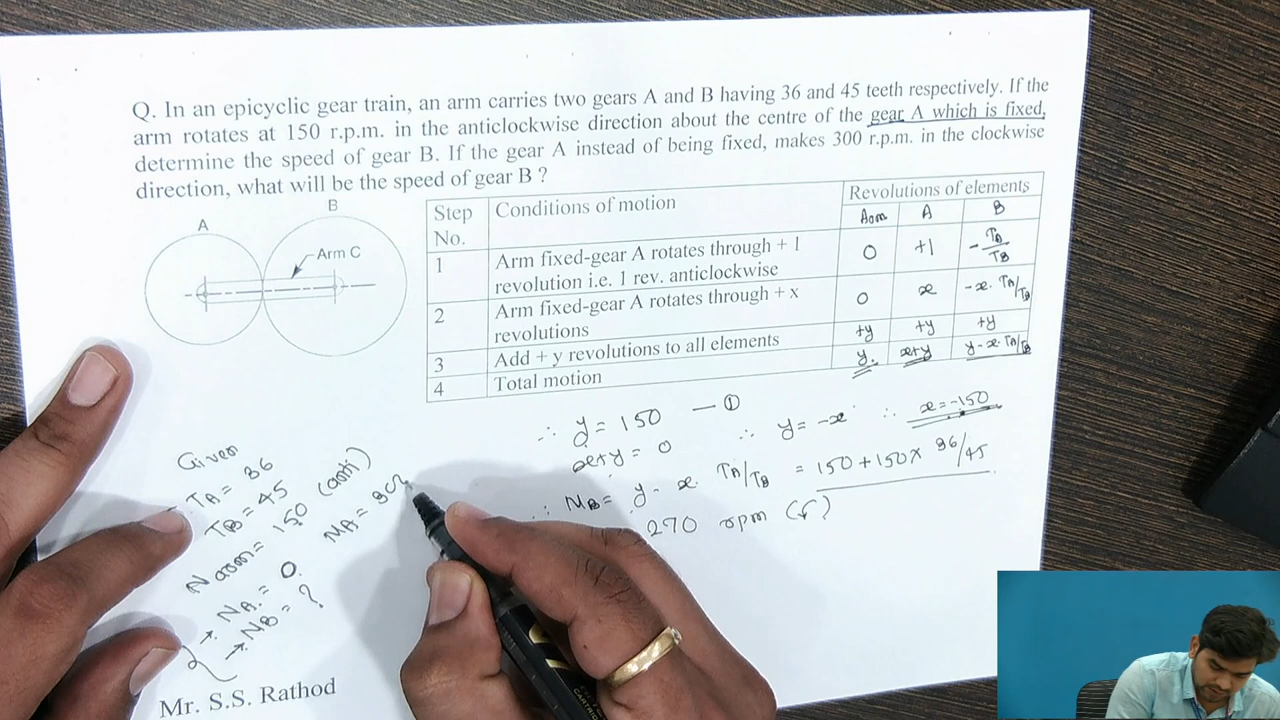 Q. In an epicyclic gear train, an arm carries two gears A and B having 36 and 45 teeth respectively. If the
arm rotates at 150 r.p.m. in the anticlockwise direction about the centre of the gear A which is fixed,
determine the speed of gear B. If the gear A instead of being fixed, makes 300 r.p.m. in the clockwise
direction, what will be the speed of gear B ?
A
B
Arm C
Step No.
Conditions of motion
Revolutions of elements
Arm A B
1 Arm fixed-gear A rotates through + 1
revolution i.e. 1 rev. anticlockwise
0 +1 -TA/TB
2 Arm fixed-gear A rotates through + x
revolutions
0 x -x. TA/TB
3 Add + y revolutions to all elements
+y +y +y
4 Total motion
y. x+y y-x.TA/TB
∴ y = 150 — ①
x+y = 0 ∴ y = -x ∴ x = -150
∴ NB = y - x. TA/TB = 150+150x 36/45
270 rpm
Given
TA = 36
TB = 45
Narm = 150 (anti)
→ NA = 0.
→ NB = ?
NA =
Mr. S.S. Rathod